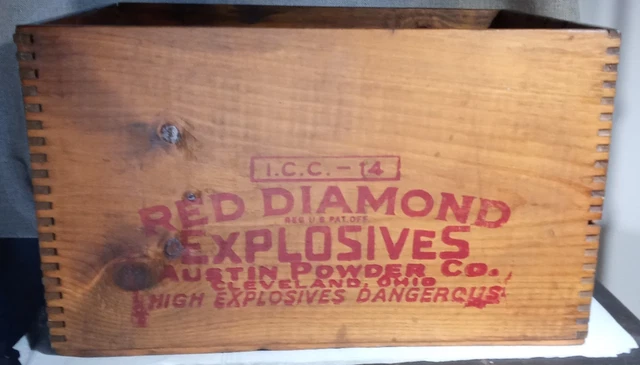 I.C.C. - 14
RED DIAMOND
REG. U.S. PAT. OFF.
EXPLOSIVES
AUSTIN POWDER CO.
CLEVELAND, OHIO
HIGH EXPLOSIVES DANGEROUS